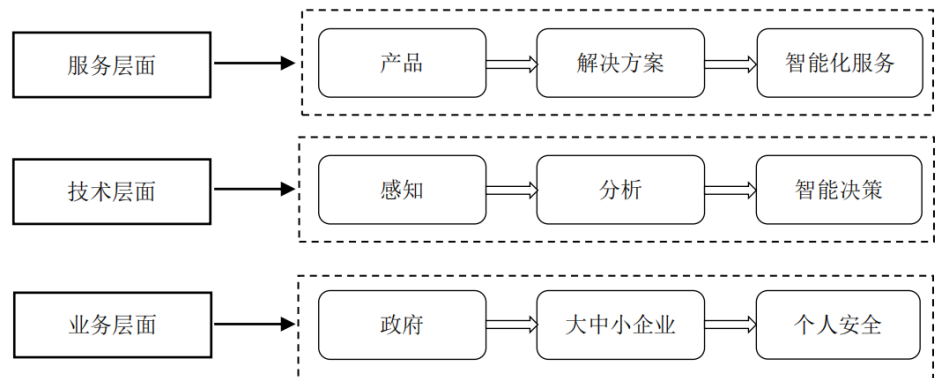 服务层面 产品 解决方案 智能化服务
技术层面 感知 分析 智能决策
业务层面 政府 大中小企业 个人安全